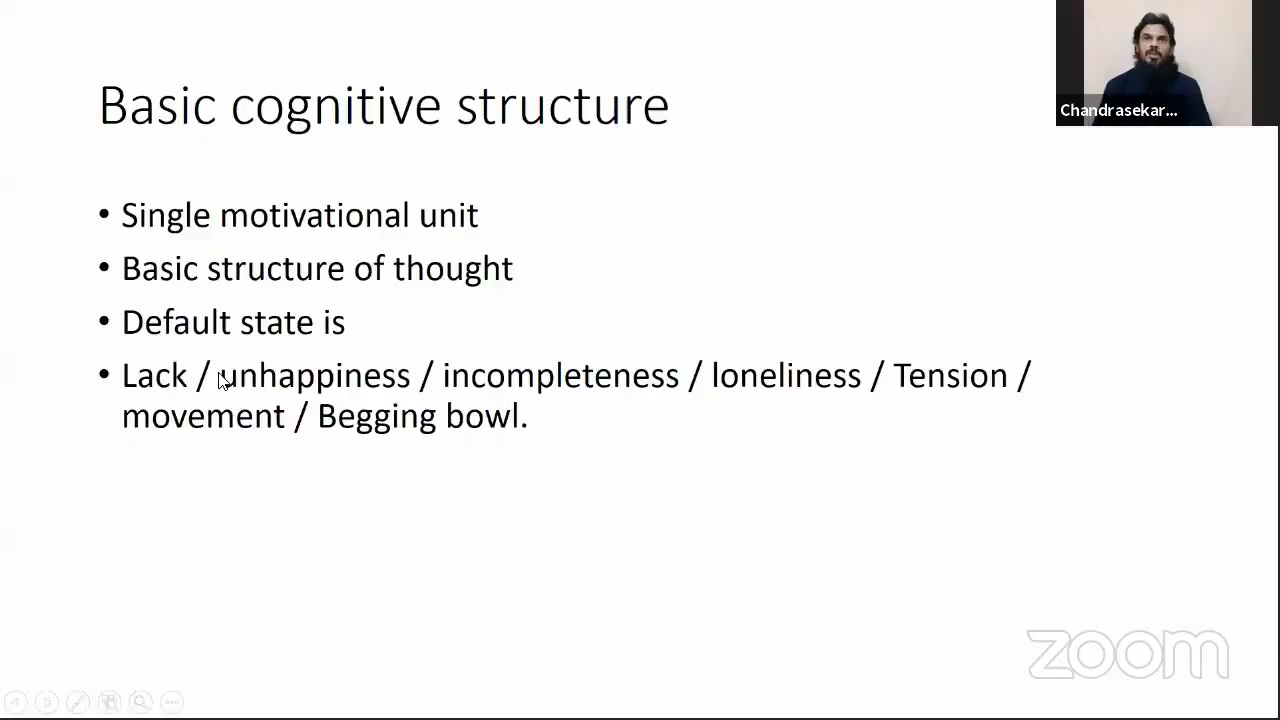 Basic cognitive structure
Chandrasekar...
• Single motivational unit
• Basic structure of thought
• Default state is
• Lack / unhappiness / incompleteness / loneliness / Tension /
movement / Begging bowl.
zoom